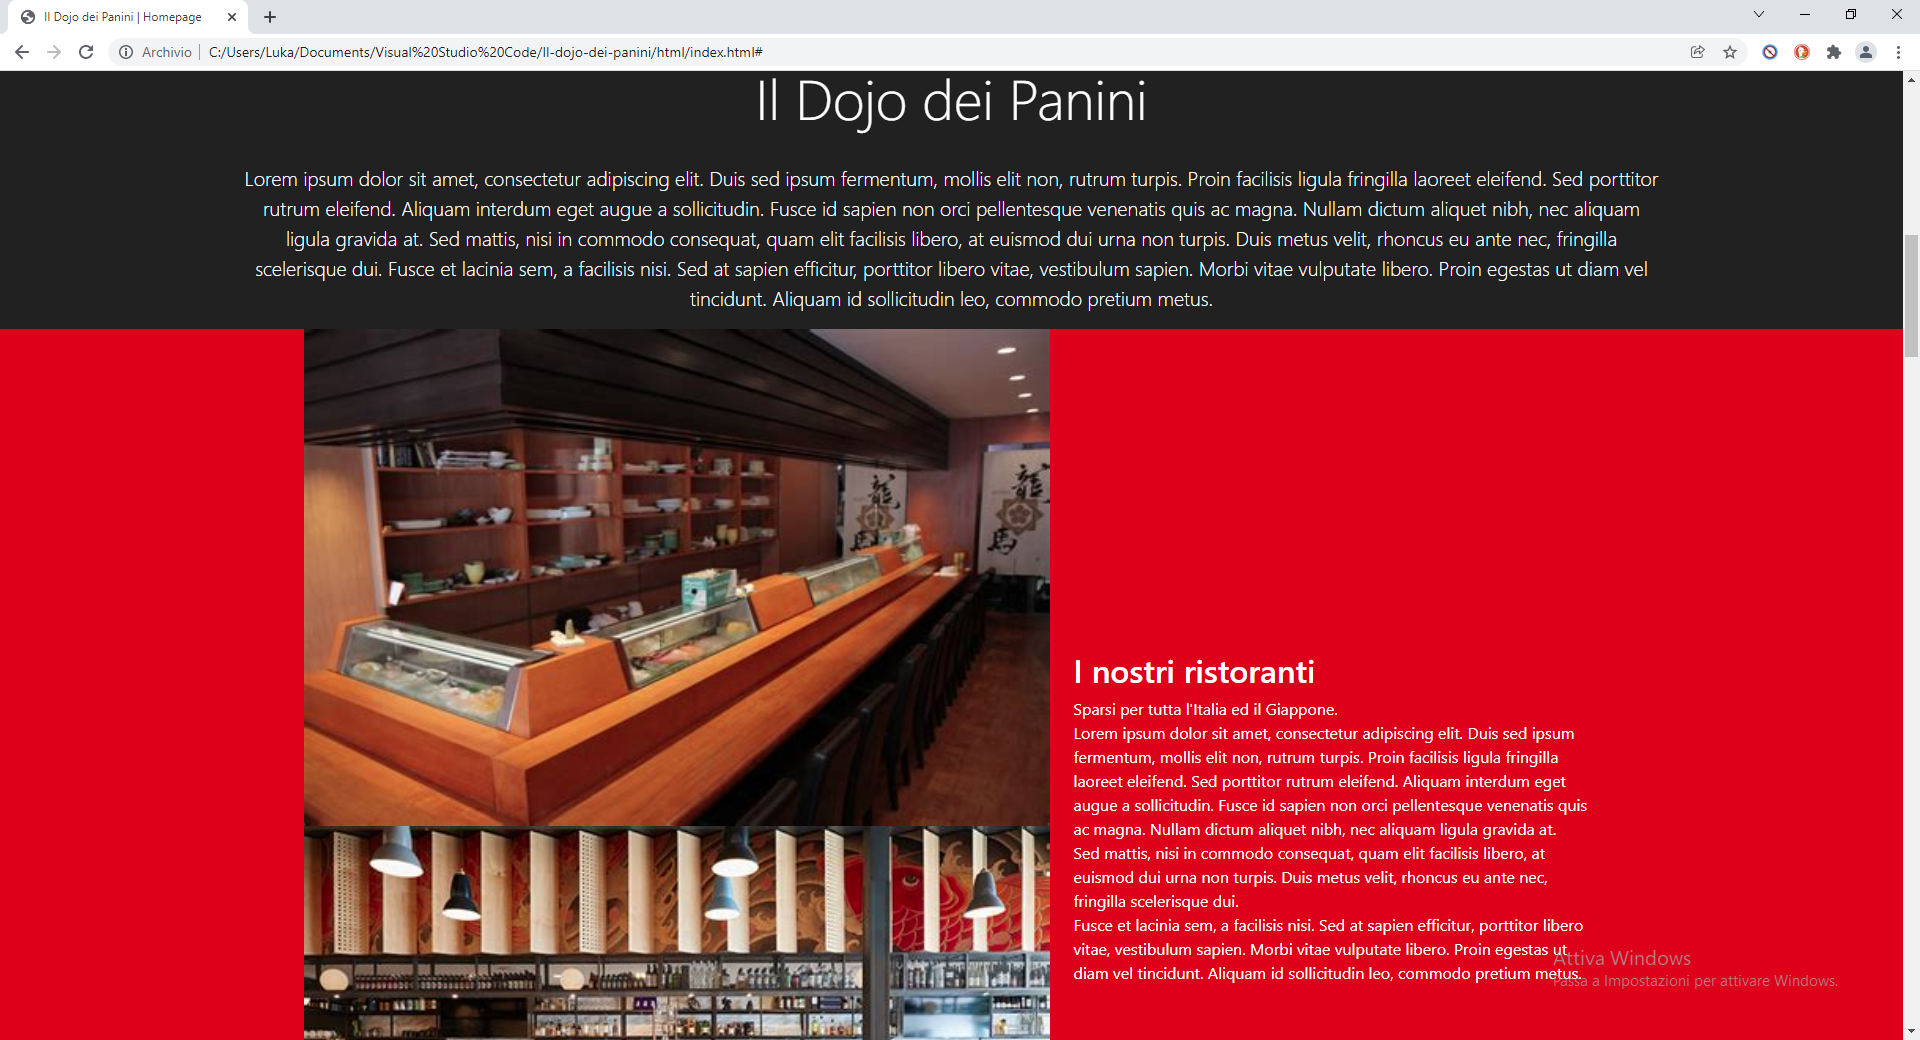 Il Dojo dei Panini | Homepage
Archivio
C:/Users/Luka/Documents/Visual%20Studio%20Code/Il-dojo-dei-panini/html/index.html#
Il Dojo dei Panini
Lorem ipsum dolor sit amet, consectetur adipiscing elit. Duis sed ipsum fermentum, mollis elit non, rutrum turpis. Proin facilisis ligula fringilla laoreet eleifend. Sed porttitor
rutrum eleifend. Aliquam interdum eget augue a sollicitudin. Fusce id sapien non orci pellentesque venenatis quis ac magna. Nullam dictum aliquet nibh, nec aliquam
ligula gravida at. Sed mattis, nisi in commodo consequat, quam elit facilisis libero, at euismod dui urna non turpis. Duis metus velit, rhoncus eu ante nec, fringilla
scelerisque dui. Fusce et lacinia sem, a facilisis nisi. Sed at sapien efficitur, porttitor libero vitae, vestibulum sapien. Morbi vitae vulputate libero. Proin egestas ut diam vel
tincidunt. Aliquam id sollicitudin leo, commodo pretium metus.
龍
馬
龍
馬
I nostri ristoranti
Sparsi per tutta l'Italia ed il Giappone.
Lorem ipsum dolor sit amet, consectetur adipiscing elit. Duis sed ipsum
fermentum, mollis elit non, rutrum turpis. Proin facilisis ligula fringilla
laoreet eleifend. Sed porttitor rutrum eleifend. Aliquam interdum eget
augue a sollicitudin. Fusce id sapien non orci pellentesque venenatis quis
ac magna. Nullam dictum aliquet nibh, nec aliquam ligula gravida at.
Sed mattis, nisi in commodo consequat, quam elit facilisis libero, at
euismod dui urna non turpis. Duis metus velit, rhoncus eu ante nec,
fringilla scelerisque dui.
Fusce et lacinia sem, a facilisis nisi. Sed at sapien efficitur, porttitor libero
vitae, vestibulum sapien. Morbi vitae vulputate libero. Proin egestas ut
diam vel tincidunt. Aliquam id sollicitudin leo, commodo pretium metus.
Attiva Windows
Passa a Impostazioni per attivare Windows.